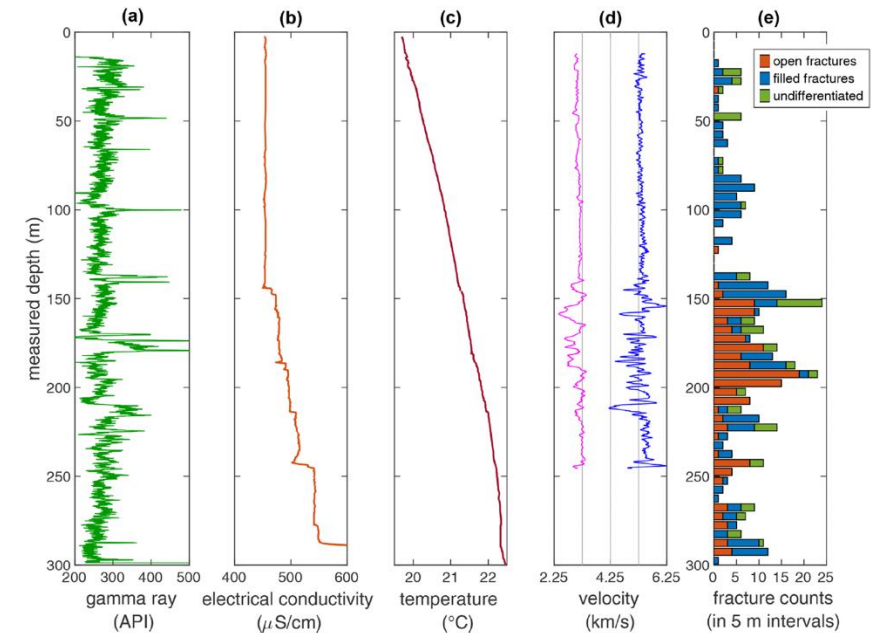 (a) (b) (c) (d) (e)
0
50
100
150
200
250
300
measured depth (m)
200 300 400 500
gamma ray
(API)
400 500 600
electrical conductivity
(μS/cm)
20 21 22
temperature
(°C)
2.25 4.25 6.25
velocity
(km/s)
0
50
100
150
200
250
300
open fractures
filled fractures
undifferentiated
0 5 10 15 20 25
fracture counts
(in 5 m intervals)